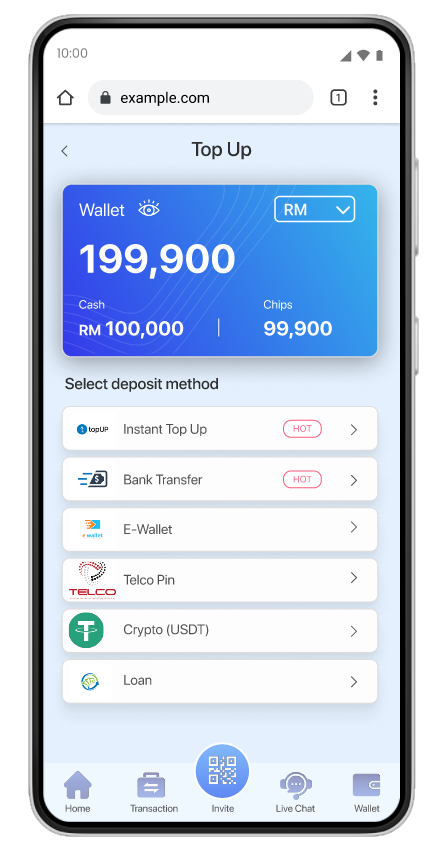 10:00
example.com
1
Top Up
Wallet
RM
199,900
Cash
Chips
RM 100,000
99,900
Select deposit method
topUP
Instant Top Up
HOT
Bank Transfer
HOT
e wallet
E-Wallet
TELCO
Telco Pin
Crypto (USDT)
Loan
Home
Transaction
Invite
Live Chat
Wallet